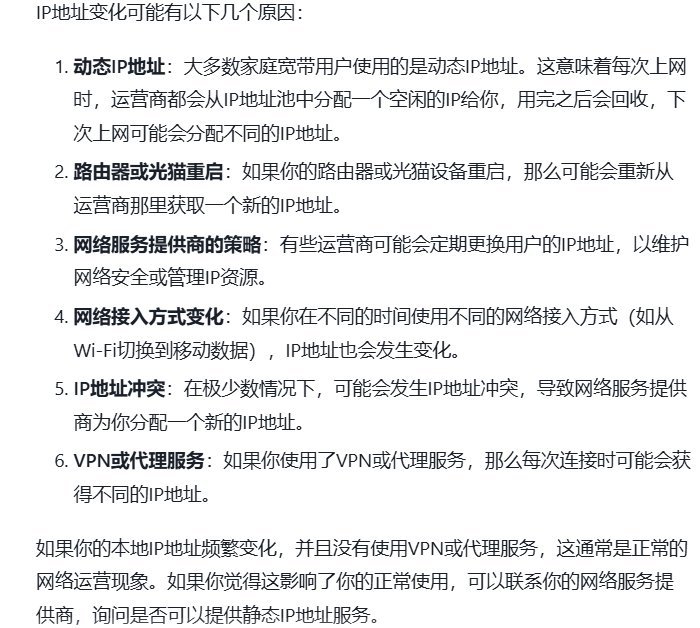 IP地址变化可能有以下几个原因：
1. 动态IP地址：大多数家庭宽带用户使用的是动态IP地址。这意味着每次上网
时，运营商都会从IP地址池中分配一个空闲的IP给你，用完之后会回收，下
次上网可能会分配不同的IP地址。
2. 路由器或光猫重启：如果你的路由器或光猫设备重启，那么可能会重新从
运营商那里获取一个新的IP地址。
3. 网络服务提供商的策略：有些运营商可能会定期更换用户的IP地址，以维护
网络安全或管理IP资源。
4. 网络接入方式变化：如果你在不同的时间使用不同的网络接入方式（如从
Wi-Fi切换到移动数据），IP地址也会发生变化。
5. IP地址冲突：在极少数情况下，可能会发生IP地址冲突，导致网络服务提供
商为你分配一个新的IP地址。
6. VPN或代理服务：如果你使用了VPN或代理服务，那么每次连接时可能会获
得不同的IP地址。
如果你的本地IP地址频繁变化，并且没有使用VPN或代理服务，这通常是正常的
网络运营现象。如果你觉得这影响了你的正常使用，可以联系你的网络服务提
供商，询问是否可以提供静态IP地址服务。